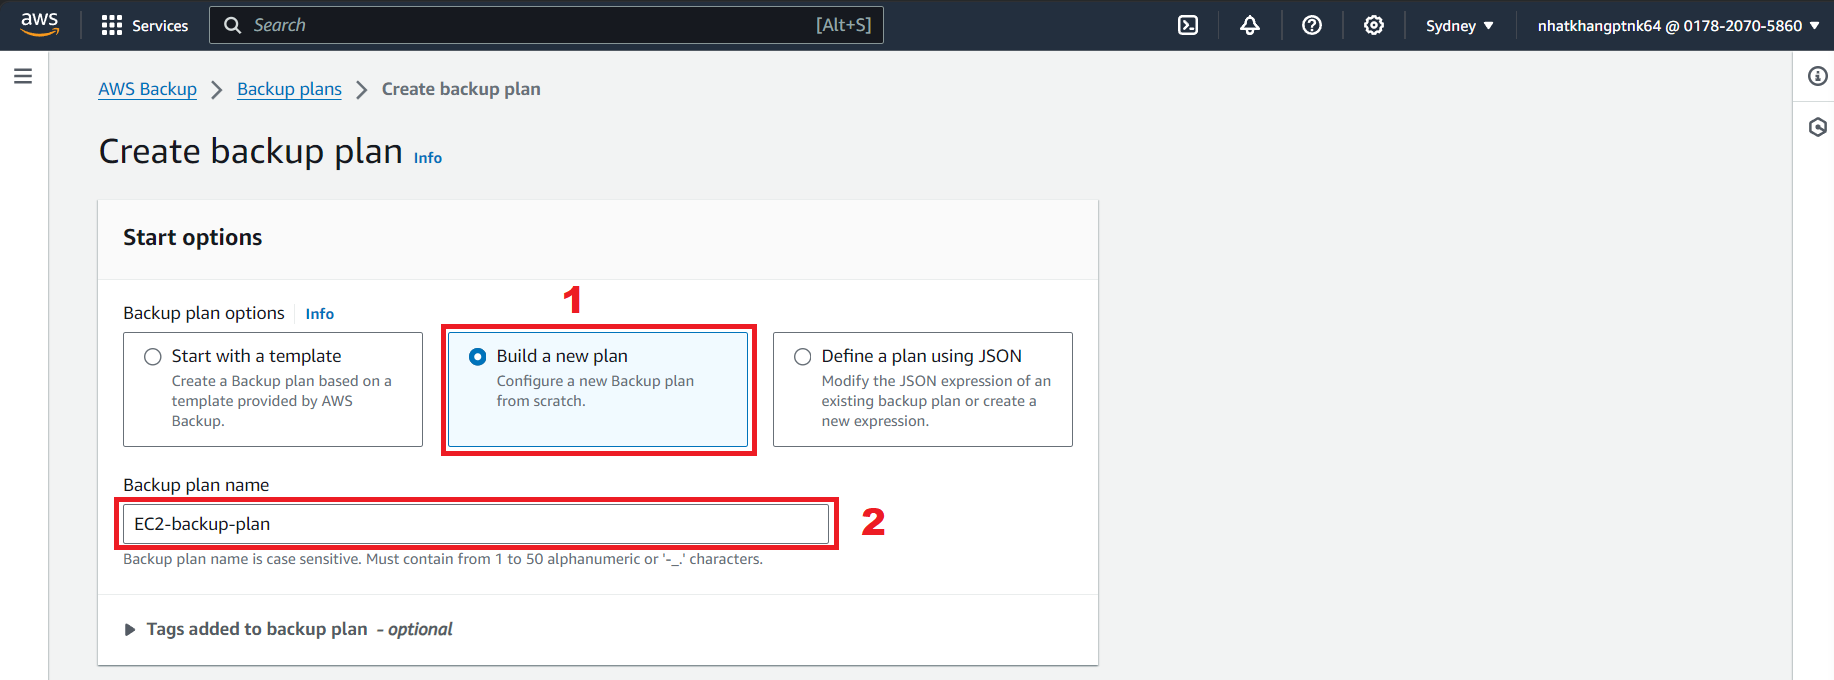 aws Services Search [Alt+S] Sydney nhatkhangptnk64 @ 0178-2070-5860
AWS Backup Backup plans Create backup plan
Create backup plan Info
Start options
1
Backup plan options Info
Start with a template
Create a Backup plan based on a
template provided by AWS
Backup.
Build a new plan
Configure a new Backup plan
from scratch.
Define a plan using JSON
Modify the JSON expression of an
existing backup plan or create a
new expression.
Backup plan name
EC2-backup-plan 2
Backup plan name is case sensitive. Must contain from 1 to 50 alphanumeric or '-_.' characters.
Tags added to backup plan - optional